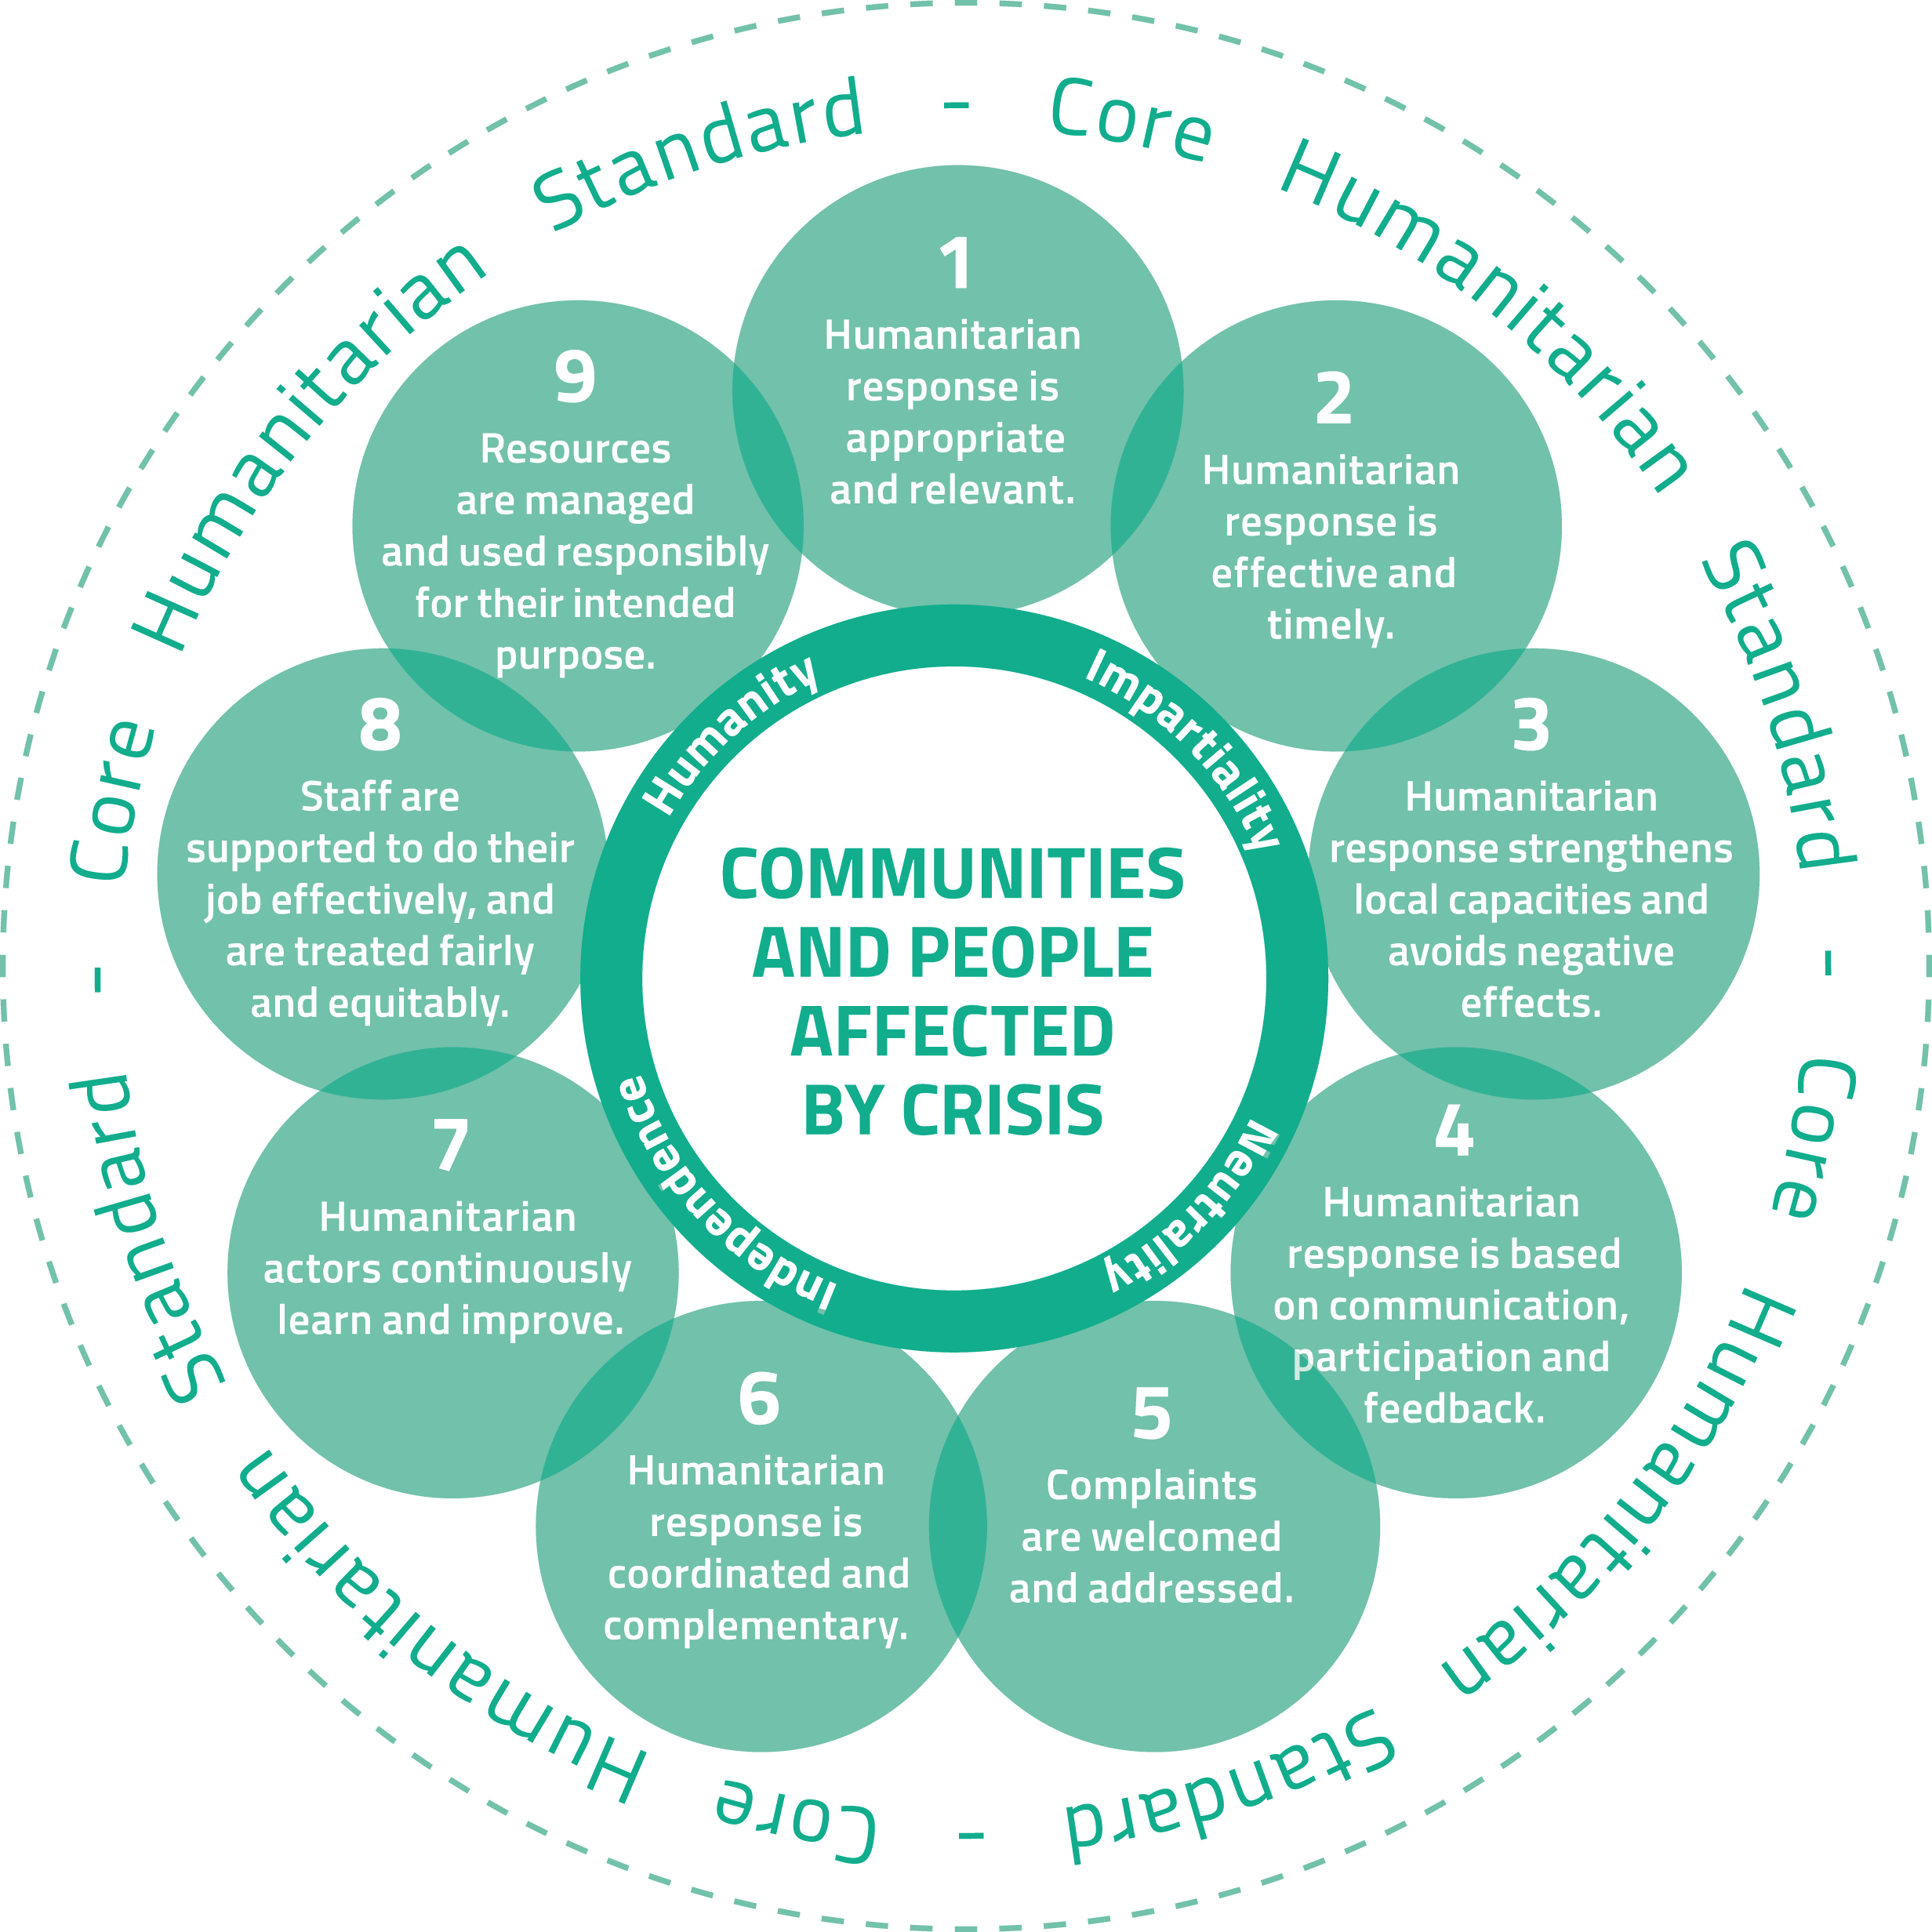 Core Humanitarian Standard - Core Humanitarian Standard - Core Humanitarian Standard - Core Humanitarian Standard -
1
Humanitarian
response is
appropriate
and relevant.
2
Humanitarian
response is
effective and
timely.
3
Humanitarian
response strengthens
local capacities and
avoids negative
effects.
4
Humanitarian
response is based
on communication,
participation and
feedback.
5
Complaints
are welcomed
and addressed.
6
Humanitarian
response is
coordinated and
complementary.
7
Humanitarian
actors continuously
learn and improve.
8
Staff are
supported to do their
job effectively, and
are treated fairly
and equitably.
9
Resources
are managed
and used responsibly
for their intended
purpose.
Humanity
Impartiality
Neutrality
Independence
COMMUNITIES
AND PEOPLE
AFFECTED
BY CRISIS